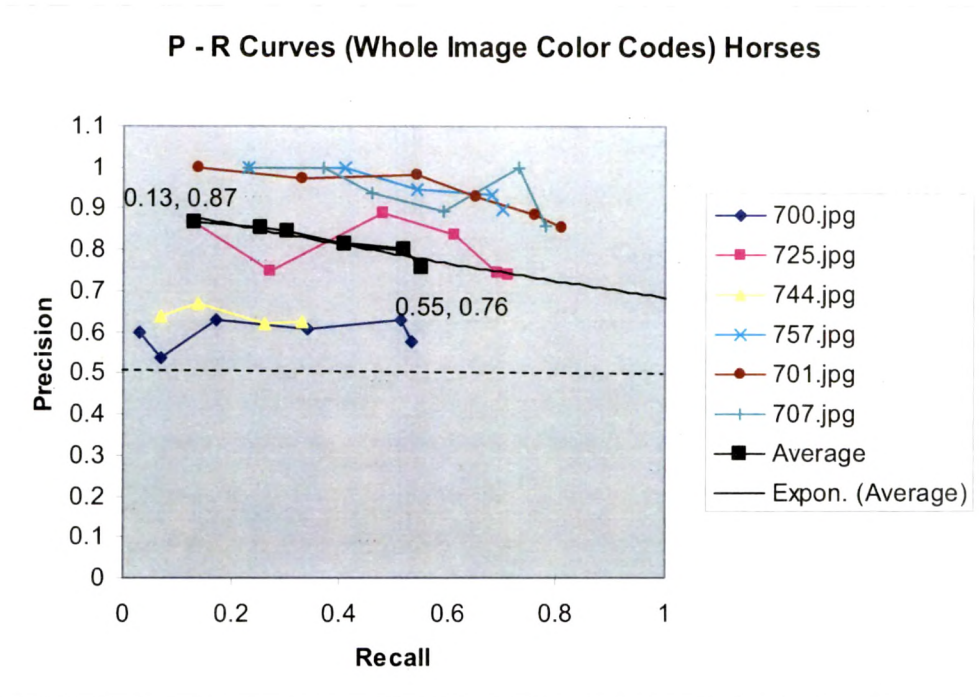 P - R Curves (Whole Image Color Codes) Horses
1.1
1
0.9
0.8
0.7
0.6
0.5
0.4
0.3
0.2
0.1
0
Precision
0.13, 0.87
0.55, 0.76
0 0.2 0.4 0.6 0.8 1
Recall
700.jpg
725.jpg
744.jpg
757.jpg
701.jpg
707.jpg
Average
Expon. (Average)